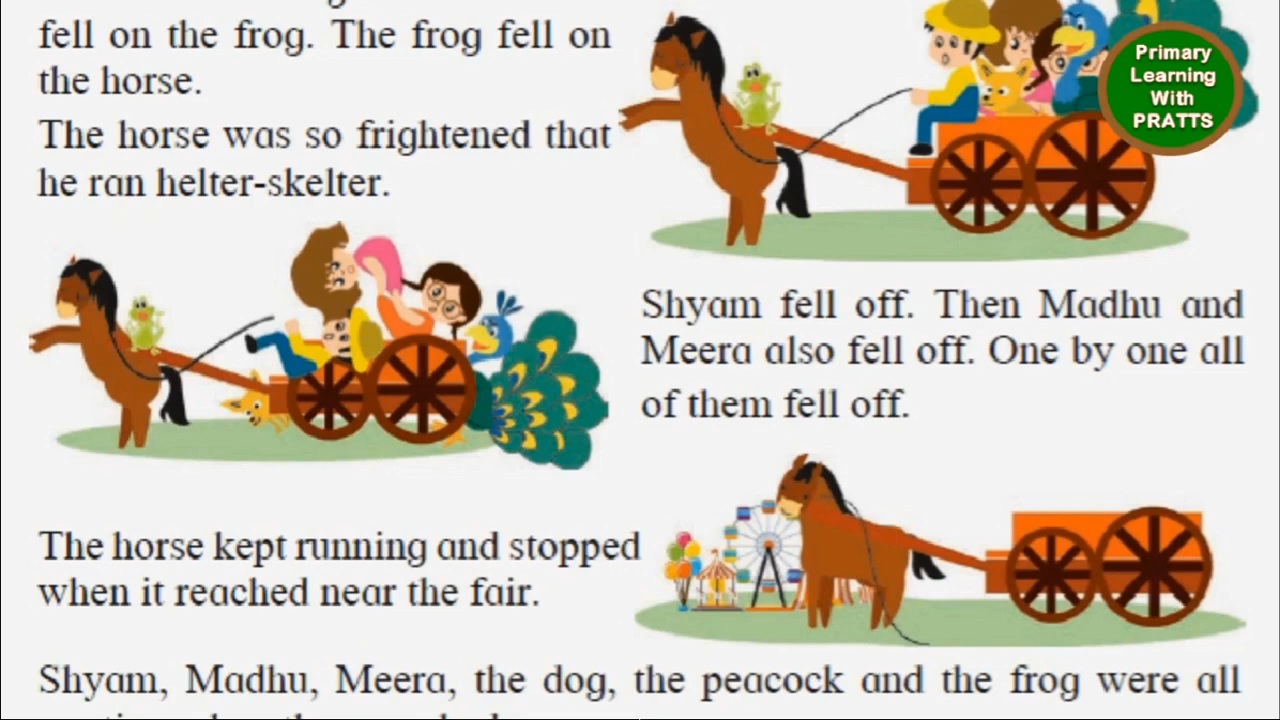 fell on the frog. The frog fell on
the horse.
The horse was so frightened that
he ran helter-skelter.
Primary
Learning
With
PRATTS
Shyam fell off. Then Madhu and
Meera also fell off. One by one all
of them fell off.
The horse kept running and stopped
when it reached near the fair.
Shyam, Madhu, Meera, the dog, the peacock and the frog were all